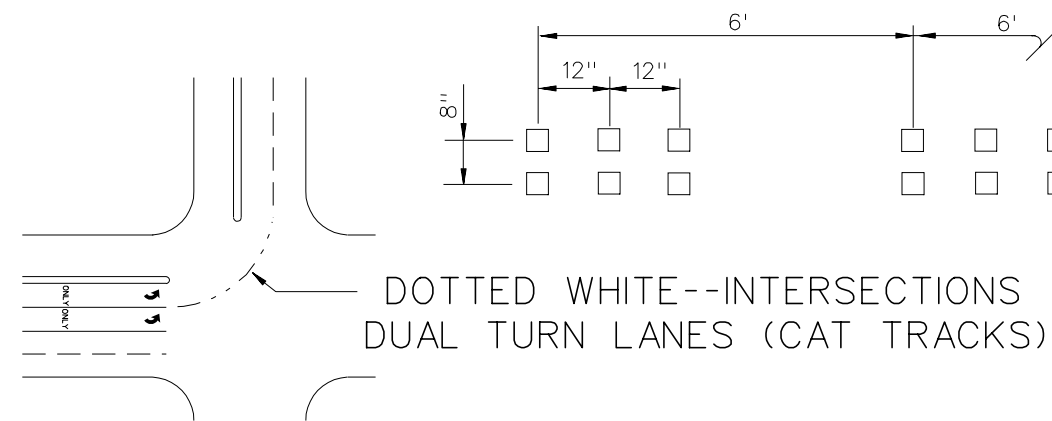 6' 6'
12" 12"
8"
ONLY ONLY
DOTTED WHITE--INTERSECTIONS
DUAL TURN LANES (CAT TRACKS)